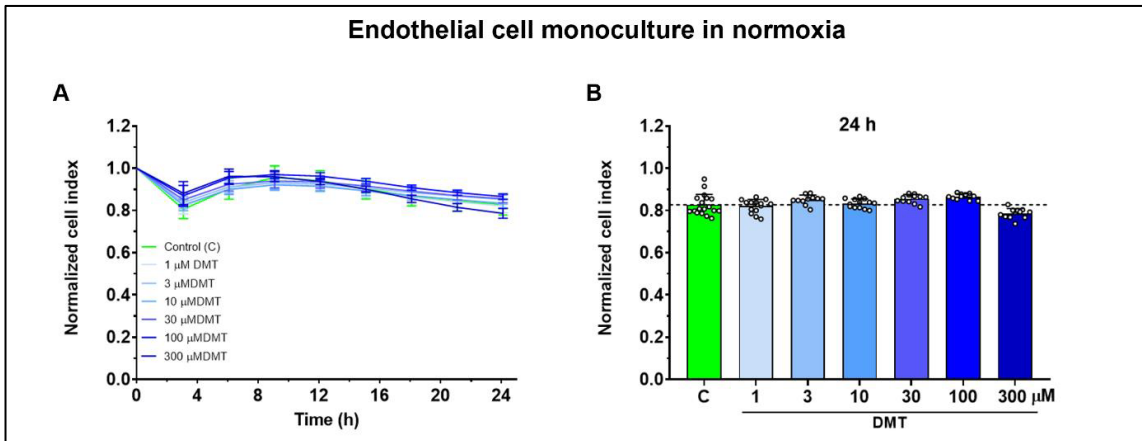 Endothelial cell monoculture in normoxia
A
B
24 h
Normalized cell index
1.2
1.0
0.8
0.6
0.4
0.2
0.0
Control (C)
1 μM DMT
3 μMDMT
10 μMDMT
30 μMDMT
100 μMDMT
300 μMDMT
0 4 8 12 16 20 24
Time (h)
Normalized cell index
1.2
1.0
0.8
0.6
0.4
0.2
0.0
C 1 3 10 30 100 300 μM
DMT